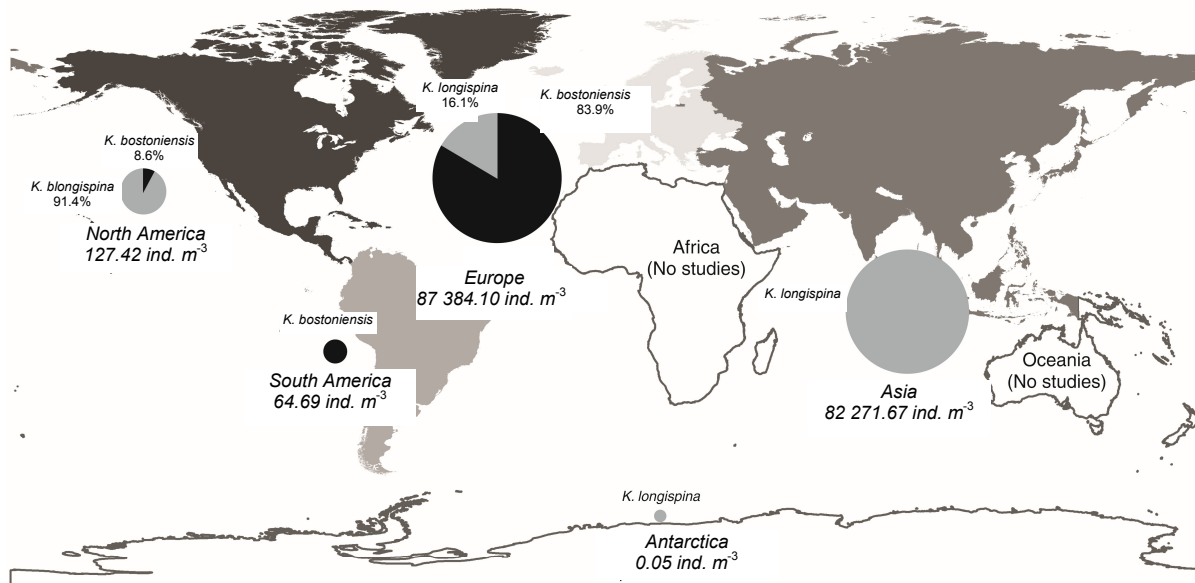 K. longispina
16.1%
K. bostoniensis
83.9%
K. bostoniensis
8.6%
K. blongispina
91.4%
North America
127.42 ind. m⁻³
Europe
87 384.10 ind. m⁻³
Africa
(No studies)
K. longispina
K. bostoniensis
South America
64.69 ind. m⁻³
Oceania
(No studies)
Asia
82 271.67 ind. m⁻³
K. longispina
Antarctica
0.05 ind. m⁻³